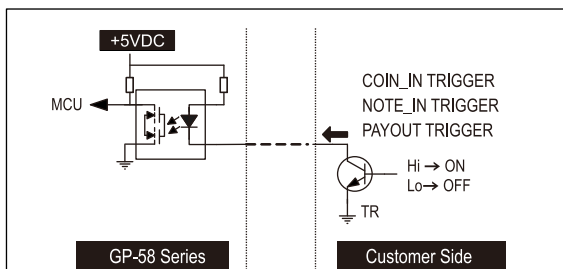 +5VDC
MCU
COIN_IN TRIGGER
NOTE_IN TRIGGER
PAYOUT TRIGGER
Hi → ON
Lo→ OFF
TR
GP-58 Series
Customer Side